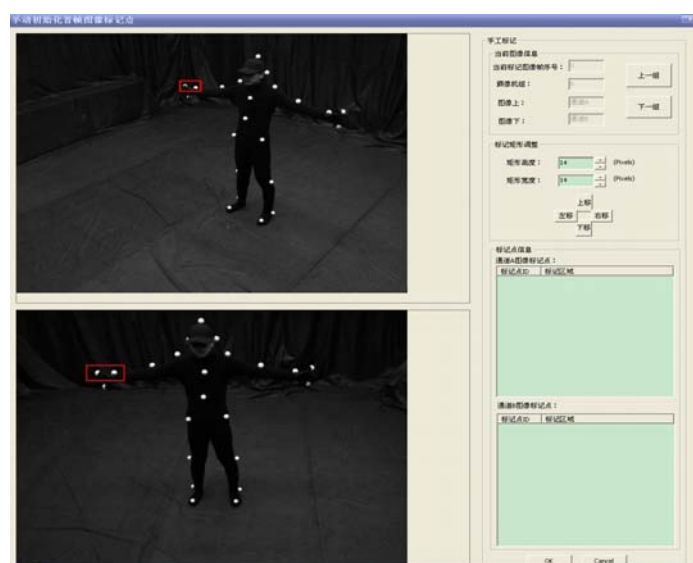 手动初始化首帧图像标记点
手工标记
当前图像信息
当前标记图像帧序号：
上一组
摄像机组：
图像上：
下一组
图像下：
标记矩形调整
矩形高度： 14 (Pixels)
矩形宽度： 14 (Pixels)
上移
左移 右移
下移
标记点信息
通道A图像标记点：
标记点ID 标记区域
通道B图像标记点：
标记点ID 标记区域
OK Cancel